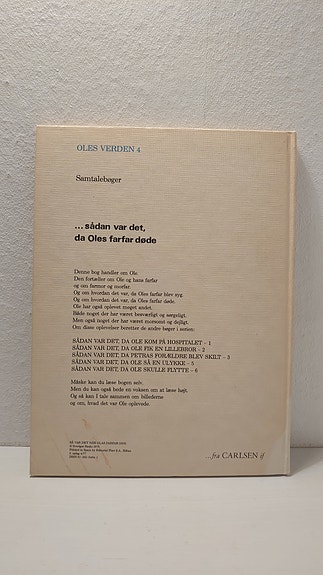 OLES VERDEN 4
Samtalebøger
... sådan var det,
da Oles farfar døde
Denne bog handler om Ole.
Den fortæller om Ole og hans farfar
og om farmor og morfar.
Og om hvordan det var, da Oles farfar blev syg.
Og om hvordan det var, da Oles farfar døde.
Ole har også oplevet meget andet.
Både noget der har været besværligt og sørgeligt.
Men også noget der har været morsomt og dejligt.
Om disse oplevelser beretter de andre bøger i serien:
SÅDAN VAR DET, DA OLE KOM PÅ HOSPITALET – 1
SÅDAN VAR DET, DA OLE FIK EN LILLEBROR – 2
SÅDAN VAR DET, DA PETRAS FORÆLDRE BLEV SKILT – 3
SÅDAN VAR DET, DA OLE SÅ EN ULYKKE – 5
SÅDAN VAR DET, DA OLE SKULLE FLYTTE – 6
Måske kan du læse bogen selv.
Men du kan også bede en voksen om at læse højt.
Og så kan I tale sammen om billederne
og om, hvad det var Ole oplevede.
...fra CARLSEN if